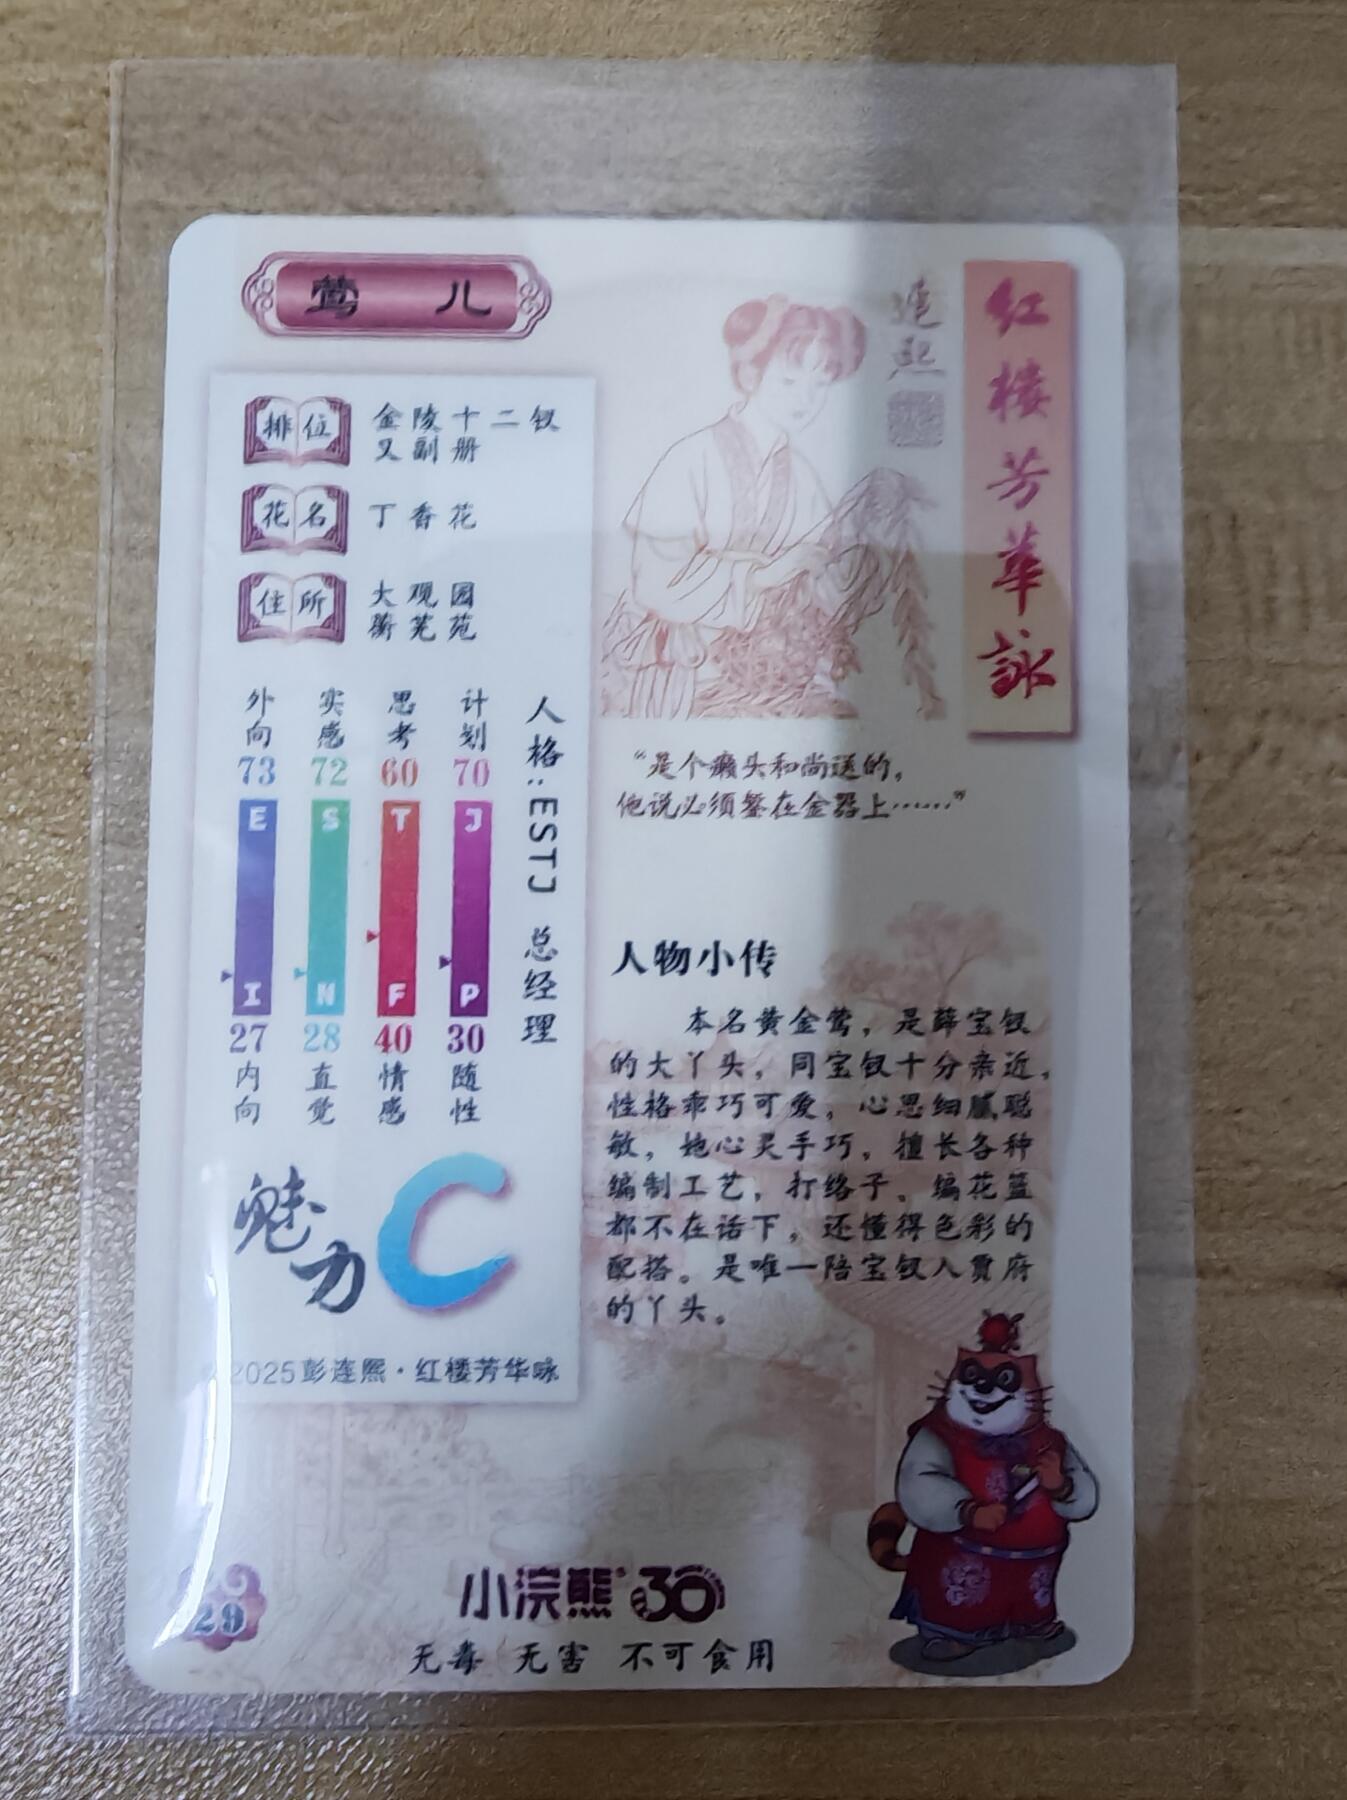 莺儿
排位
金陵十二钗
又副册
花名
丁香花
住所
大观园
蘅芜苑
外向
73
E
I
27
内向
实感
72
S
N
28
直觉
思考
60
T
F
40
情感
计划
70
J
P
30
随性
人格:ESTJ 总经理
魅力
C
2025彭连熙·红楼芳华咏
连熙
红楼芳華詠
“是个癞头和尚送的,
他说必须錾在金器上……”
人物小传
本名黄金莺,是薛宝钗
的大丫头,同宝钗十分亲近,
性格乖巧可爱,心思细腻,聪
敏,她心灵手巧,擅长各种
编制工艺,打络子、编花篮
都不在话下,还懂得色彩的
配搭。是唯一陪宝钗入贾府
的丫头。
29
小浣熊 30
无毒 无害 不可食用